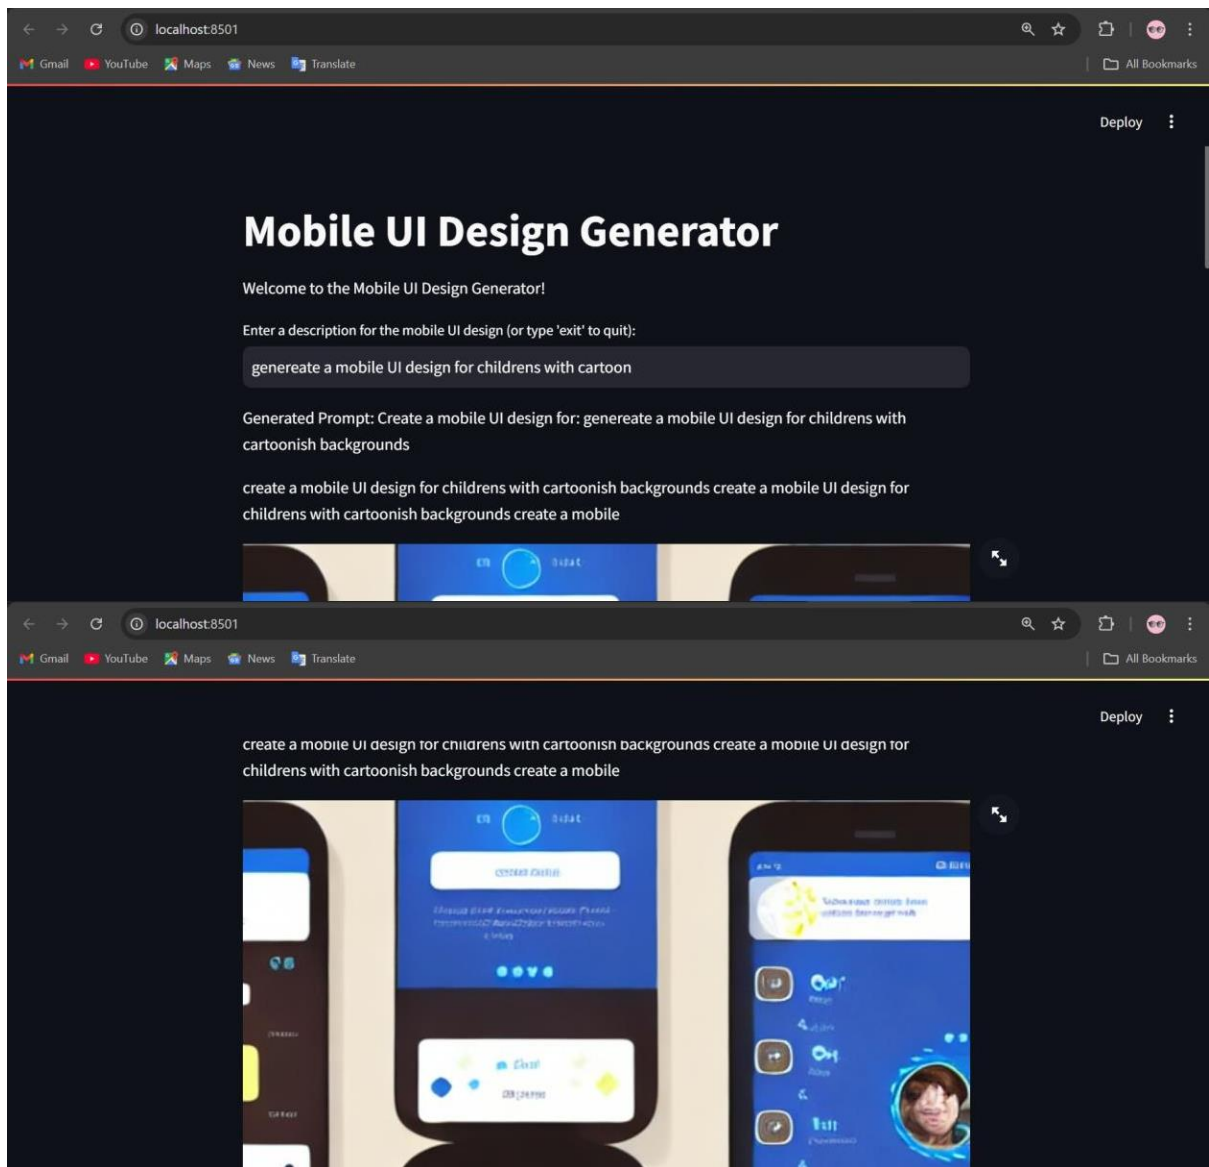 localhost:8501
Gmail YouTube Maps News Translate All Bookmarks
Deploy
Mobile UI Design Generator
Welcome to the Mobile UI Design Generator!
Enter a description for the mobile UI design (or type 'exit' to quit):
genereate a mobile UI design for childrens with cartoon
Generated Prompt: Create a mobile UI design for: genereate a mobile UI design for childrens with
cartoonish backgrounds
create a mobile UI design for childrens with cartoonish backgrounds create a mobile UI design for
childrens with cartoonish backgrounds create a mobile
localhost:8501
Gmail YouTube Maps News Translate All Bookmarks
Deploy
create a mobile UI design for childrens with cartoonish backgrounds create a mobile UI design for
childrens with cartoonish backgrounds create a mobile